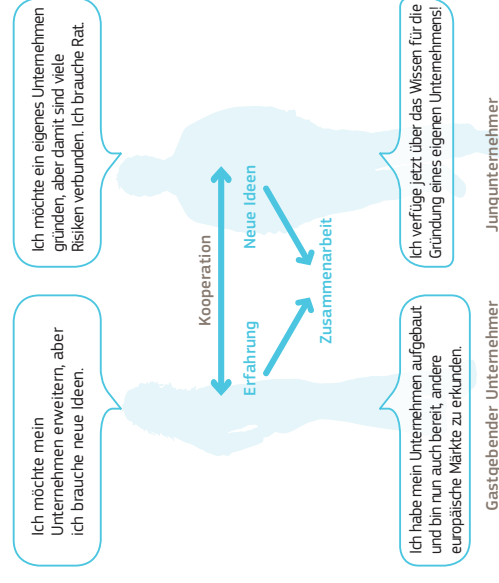 Ich möchte mein
Unternehmen erweitern, aber
ich brauche neue Ideen.
Ich möchte ein eigenes Unternehmen
gründen, aber damit sind viele
Risiken verbunden. Ich brauche Rat.
Kooperation
Erfahrung
Neue Ideen
Zusammenarbeit
Ich habe mein Unternehmen aufgebaut
und bin nun auch bereit, andere
europäische Märkte zu erkunden.
Ich verfüge jetzt über das Wissen für die
Gründung eines eigenen Unternehmens!
Gastgebender Unternehmer
Jungunternehmer